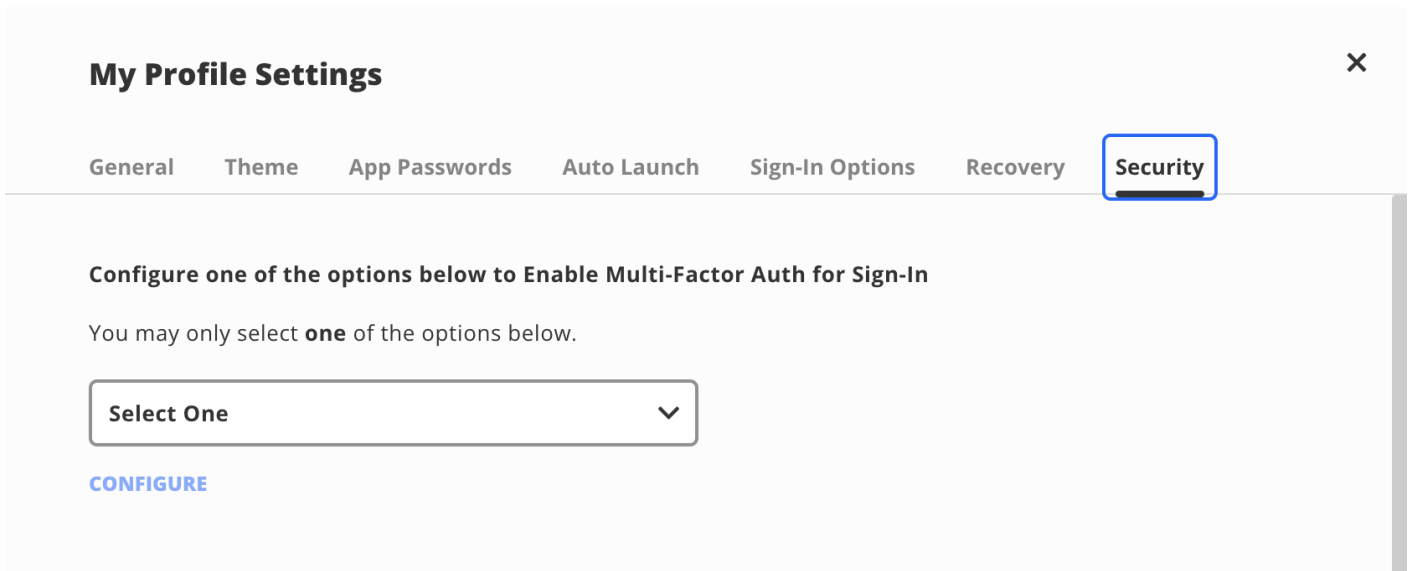 My Profile Settings
General Theme App Passwords Auto Launch Sign-In Options Recovery Security
Configure one of the options below to Enable Multi-Factor Auth for Sign-In
You may only select one of the options below.
Select One
CONFIGURE